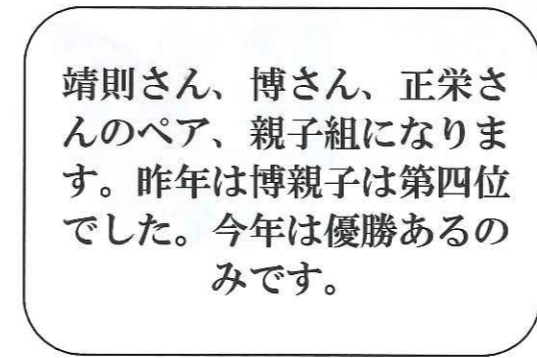 靖則さん、博さん、正栄さ
んのペア、親子組になりま
す。昨年は博親子は第四位
でした。今年は優勝あるの
みです。